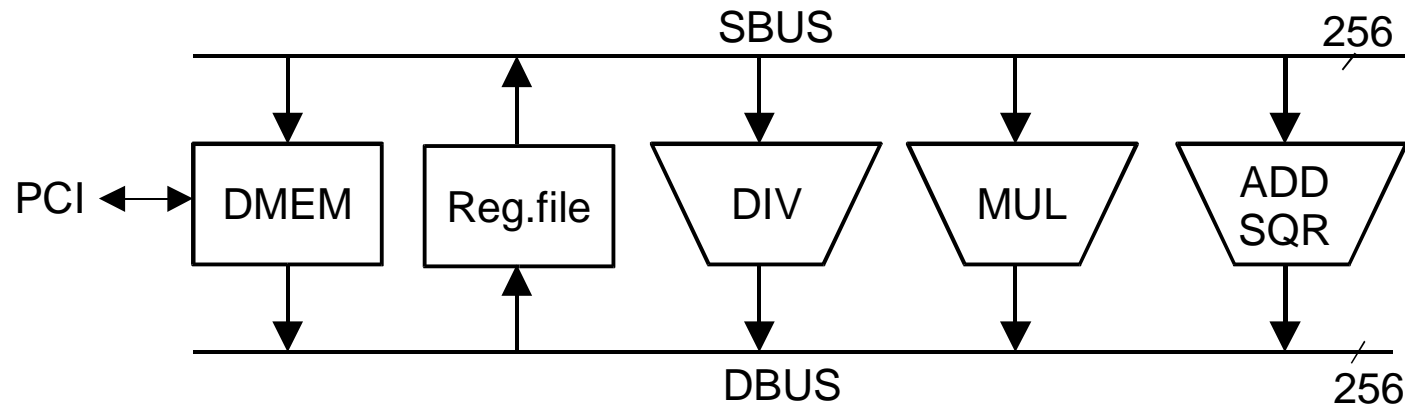 SBUS
256
PCI
DMEM
Reg.file
DIV
MUL
ADD
SQR
DBUS
256